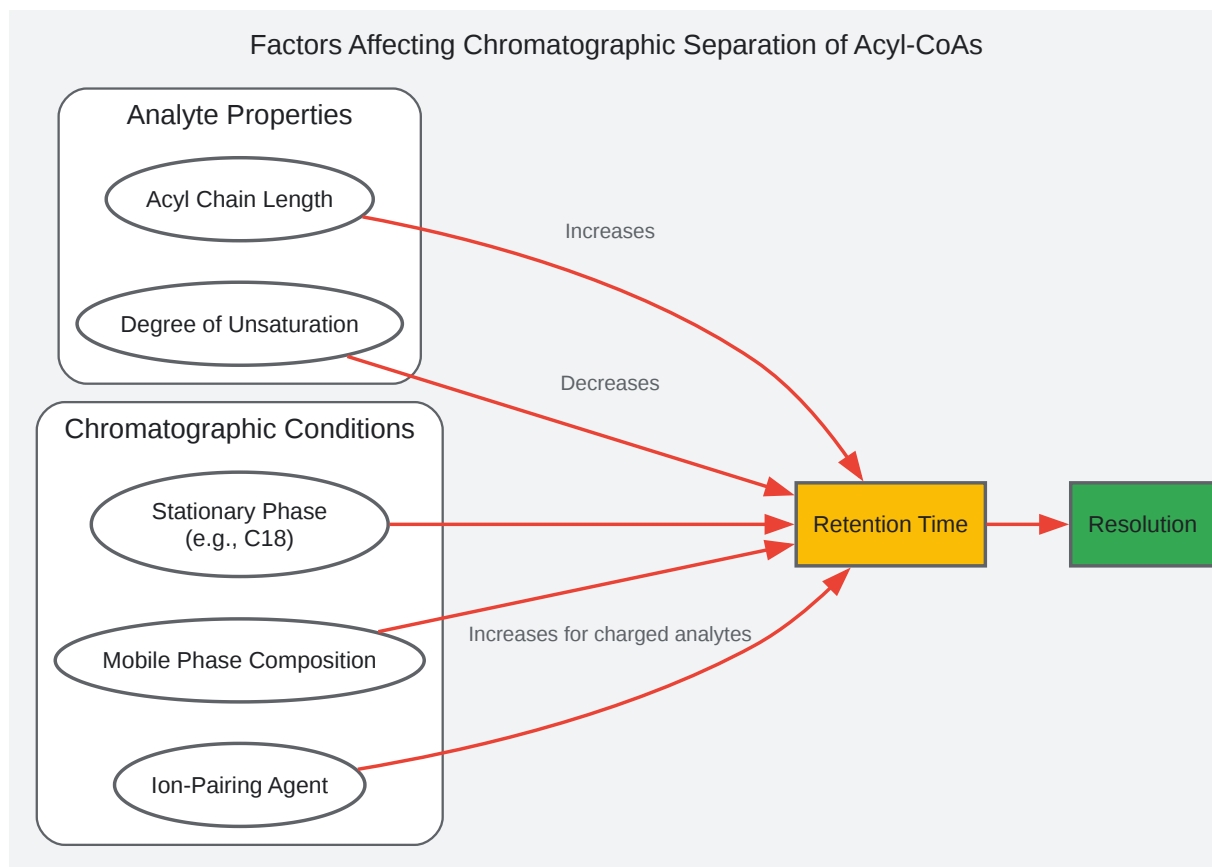 Factors Affecting Chromatographic Separation of Acyl-CoAs
Analyte Properties
Acyl Chain Length
Increases
Degree of Unsaturation
Decreases
Chromatographic Conditions
Stationary Phase
(e.g., C18)
Retention Time
Resolution
Mobile Phase Composition
Increases for charged analytes
Ion-Pairing Agent